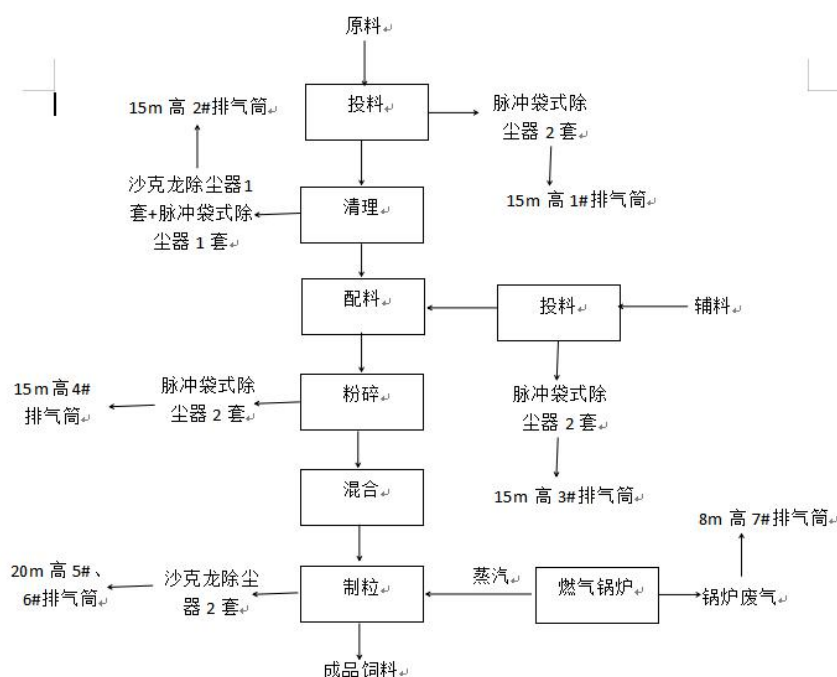 原料
投料
脉冲袋式除
尘器 2 套
15m 高 1#排气筒
15m 高 2#排气筒
沙克龙除尘器1
套+脉冲袋式除
尘器 1 套
清理
配料
投料
辅料
脉冲袋式除
尘器 2 套
15m 高 3#排气筒
粉碎
脉冲袋式除
尘器 2 套
15m 高 4#
排气筒
混合
制粒
沙克龙除尘
器 2 套
20m 高 5#、
6#排气筒
蒸汽
燃气锅炉
锅炉废气
8m 高 7#排气筒
成品饲料